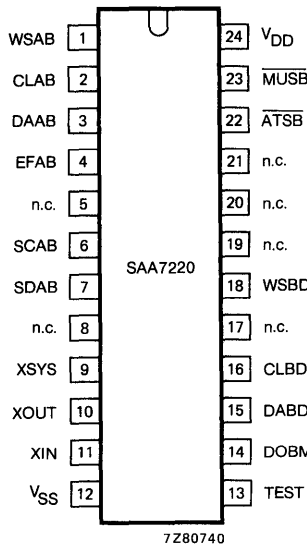 WSAB 1 24 VDD
CLAB 2 23 MUSB
DAAB 3 22 ATSB
EFAB 4 21 n.c.
n.c. 5 20 n.c.
SCAB 6 19 n.c.
SAA7220
SDAB 7 18 WSBD
n.c. 8 17 n.c.
XSYS 9 16 CLBD
XOUT 10 15 DABD
XIN 11 14 DOBM
VSS 12 13 TEST
7Z80740